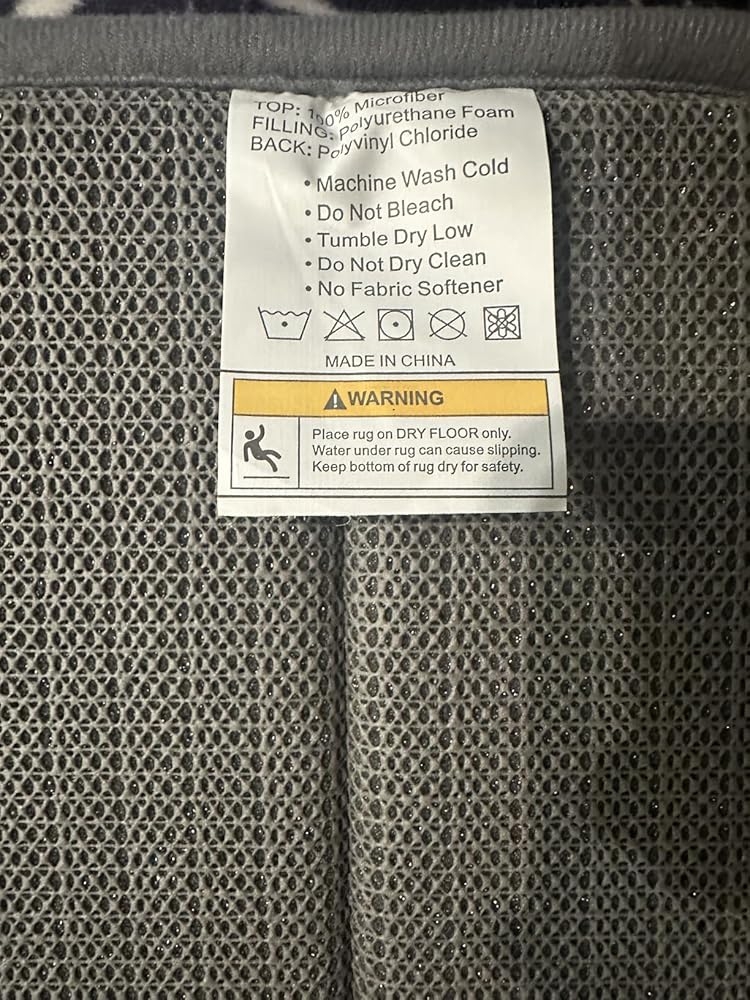 TOP: 100% Microfiber
FILLING: Polyurethane Foam
BACK: Polyvinyl Chloride
• Machine Wash Cold
• Do Not Bleach
• Tumble Dry Low
• Do Not Dry Clean
• No Fabric Softener
MADE IN CHINA
WARNING
Place rug on DRY FLOOR only.
Water under rug can cause slipping.
Keep bottom of rug dry for safety.